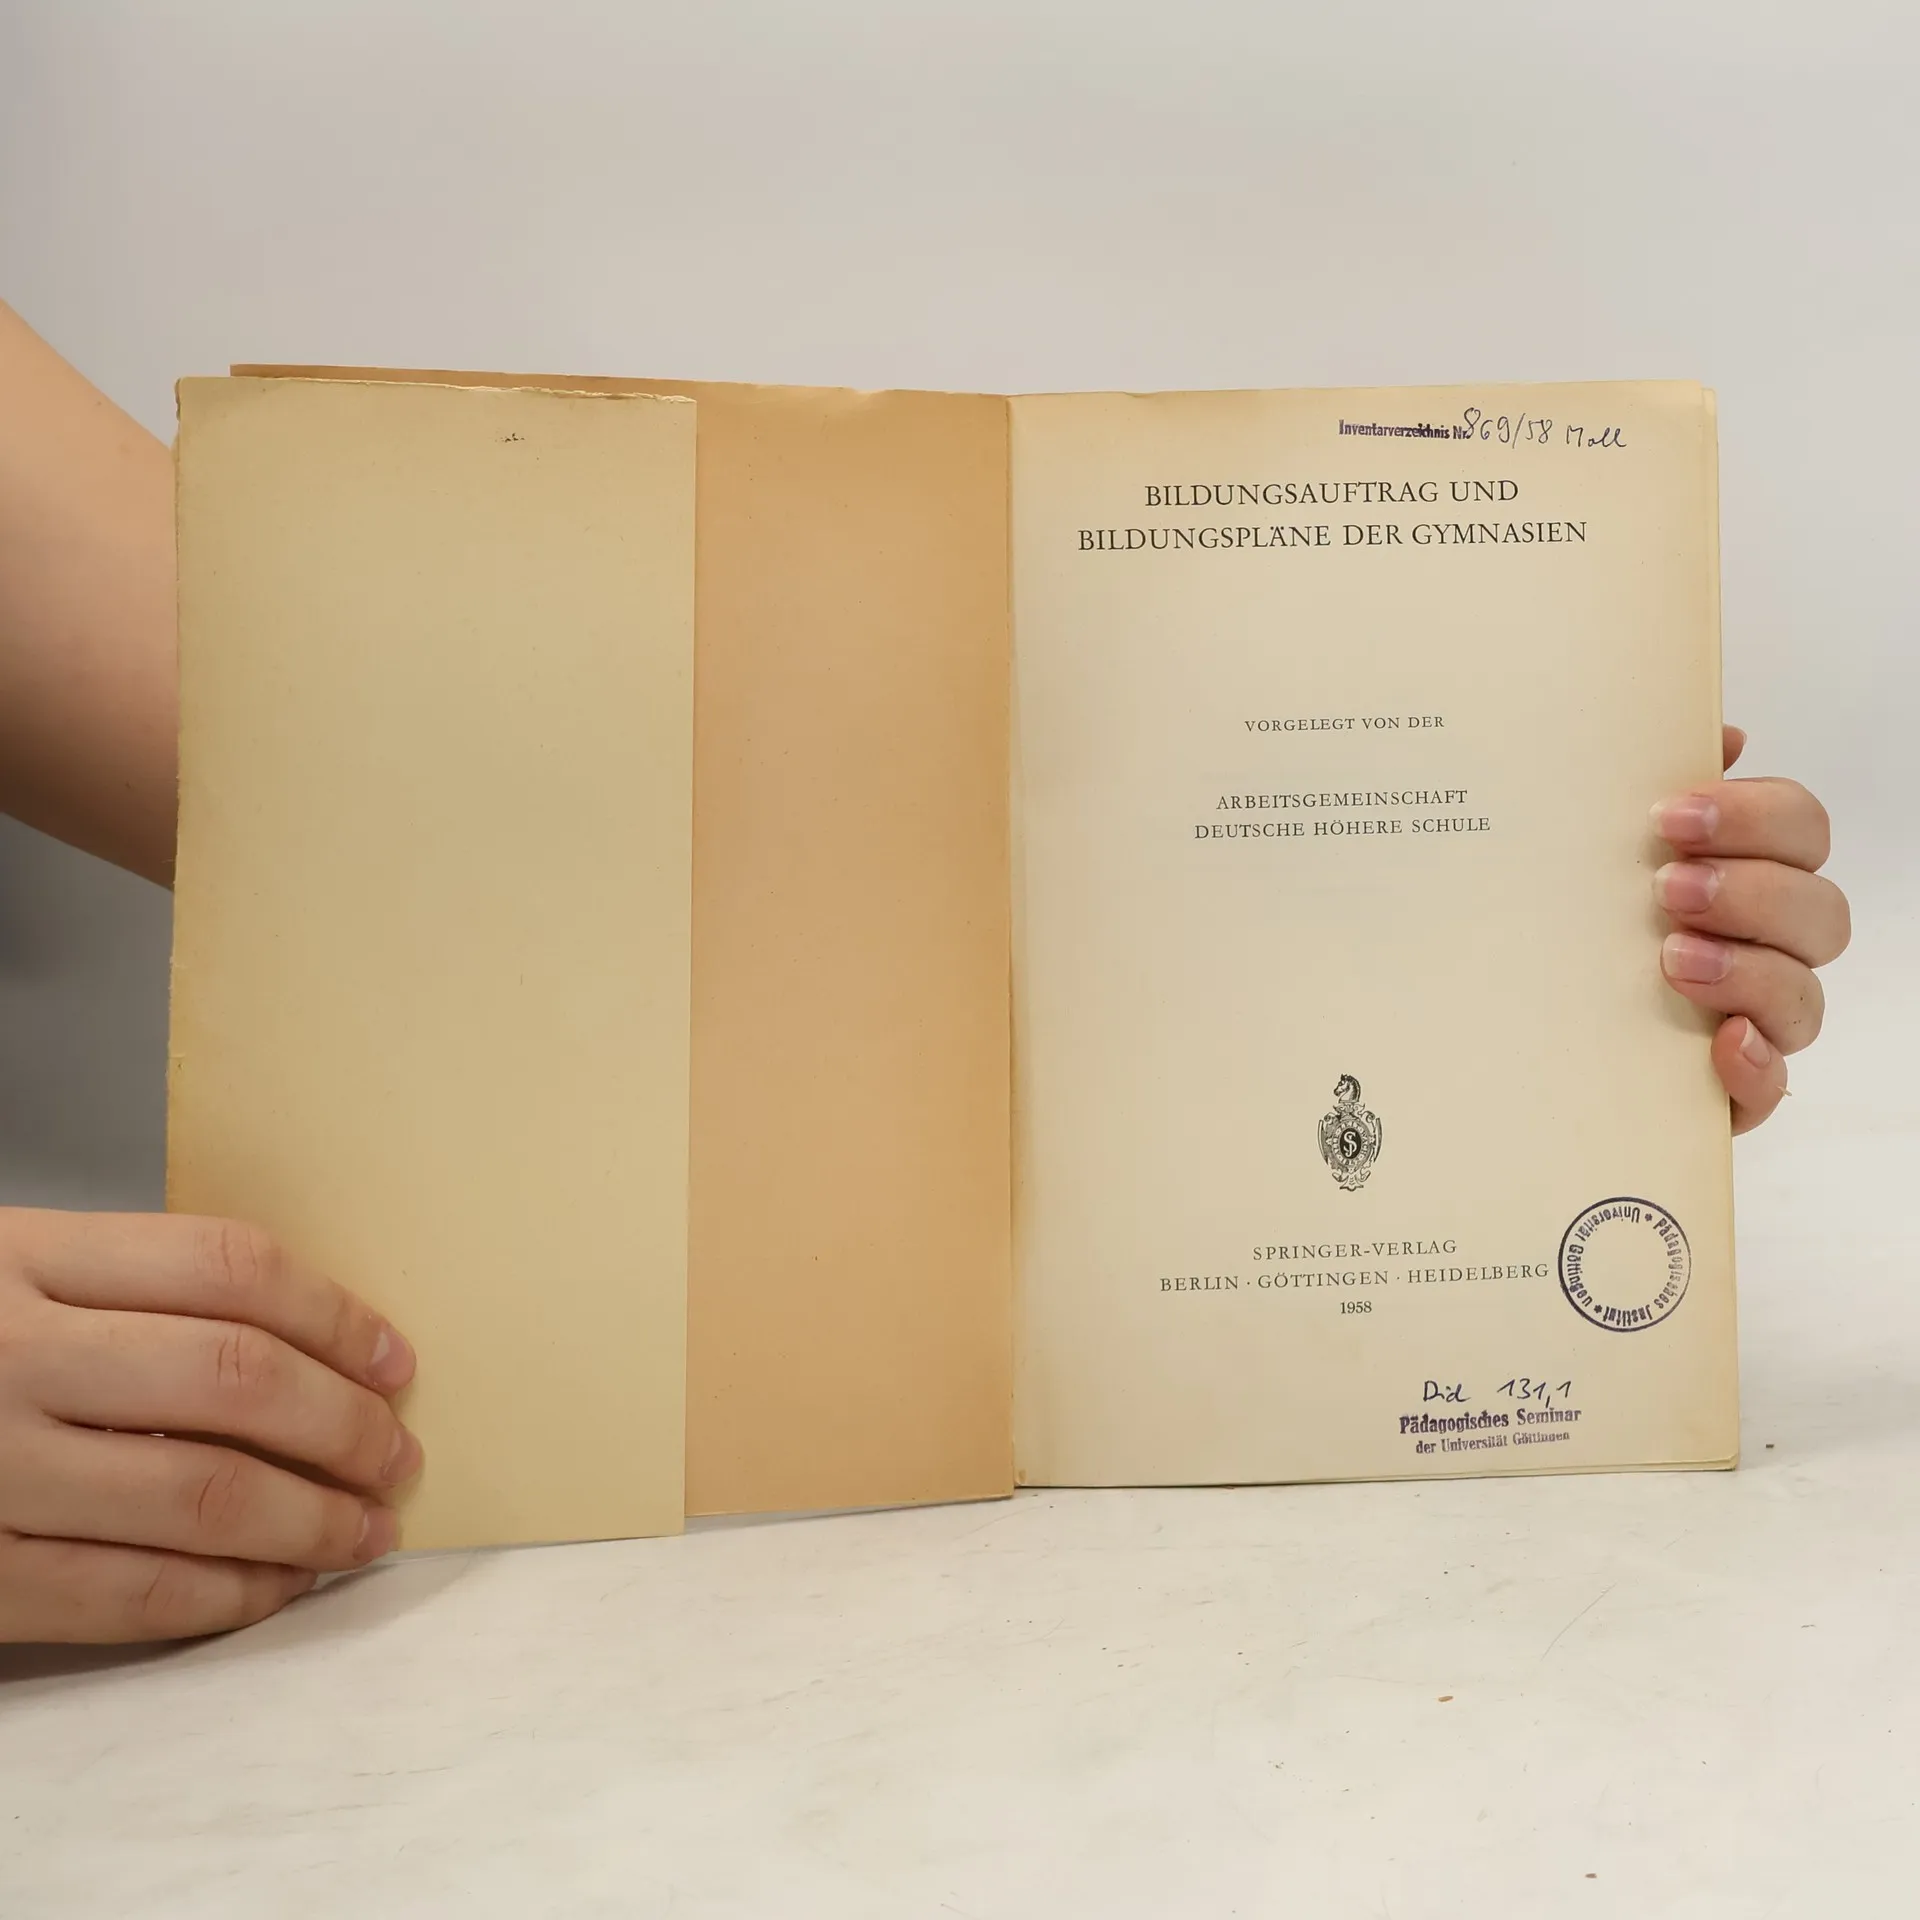 Inventarverzeichnis Nr. 869/58 Moll
BILDUNGSAUFTRAG UND
BILDUNGSPLÄNE DER GYMNASIEN
VORGELEGT VON DER
ARBEITSGEMEINSCHAFT
DEUTSCHE HÖHERE SCHULE
SPRINGER-VERLAG
BERLIN · GÖTTINGEN · HEIDELBERG
1958
Pädagogisches Institut * Universität Göttingen *
Did 131,1
Pädagogisches Seminar
der Universität Göttingen